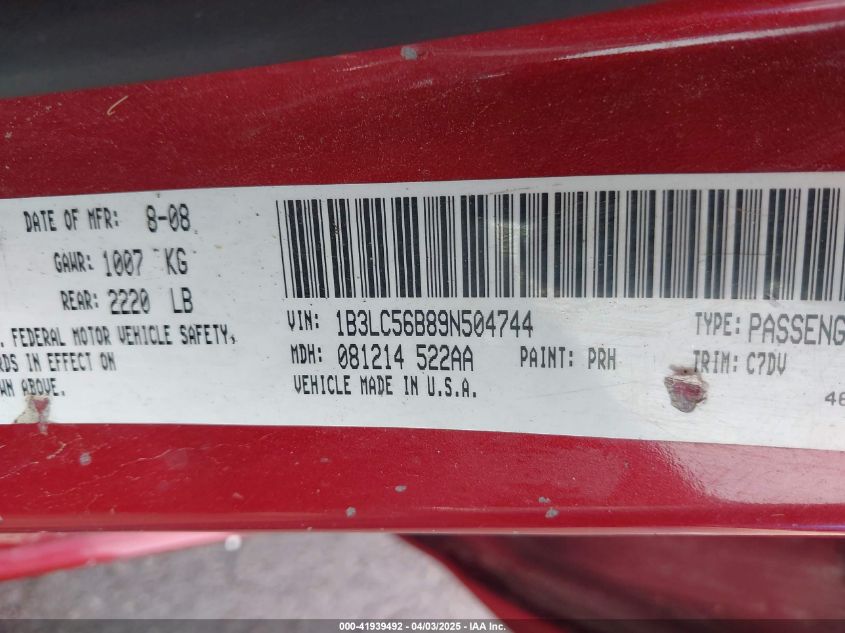 DATE OF MFR: 8-08
GAWR: 1007 KG
REAR: 2220 LB
. FEDERAL MOTOR VEHICLE SAFETY,
RDS IN EFFECT ON
WN ABOVE.
VIN: 1B3LC56B89N504744
MDH: 081214 522AA PAINT: PRH
VEHICLE MADE IN U.S.A.
TYPE: PASSENG
TRIM: C7DV
46
000-41939492 - 04/03/2025 - IAA Inc.